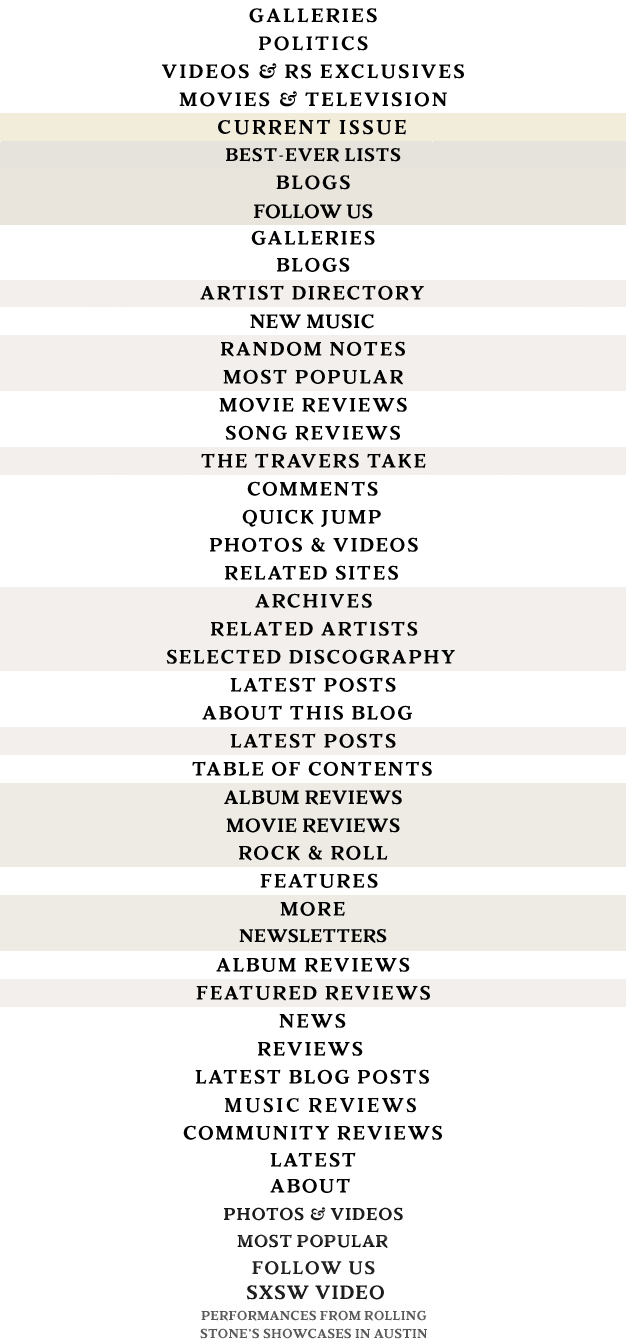 GALLERIES
POLITICS
VIDEOS & RS EXCLUSIVES
MOVIES & TELEVISION
CURRENT ISSUE
BEST-EVER LISTS
BLOGS
FOLLOW US
GALLERIES
BLOGS
ARTIST DIRECTORY
NEW MUSIC
RANDOM NOTES
MOST POPULAR
MOVIE REVIEWS
SONG REVIEWS
THE TRAVERS TAKE
COMMENTS
QUICK JUMP
PHOTOS & VIDEOS
RELATED SITES
ARCHIVES
RELATED ARTISTS
SELECTED DISCOGRAPHY
LATEST POSTS
ABOUT THIS BLOG
LATEST POSTS
TABLE OF CONTENTS
ALBUM REVIEWS
MOVIE REVIEWS
ROCK & ROLL
FEATURES
MORE
NEWSLETTERS
ALBUM REVIEWS
FEATURED REVIEWS
NEWS
REVIEWS
LATEST BLOG POSTS
MUSIC REVIEWS
COMMUNITY REVIEWS
LATEST
ABOUT
PHOTOS & VIDEOS
MOST POPULAR
FOLLOW US
SXSW VIDEO
PERFORMANCES FROM ROLLING
STONE'S SHOWCASES IN AUSTIN